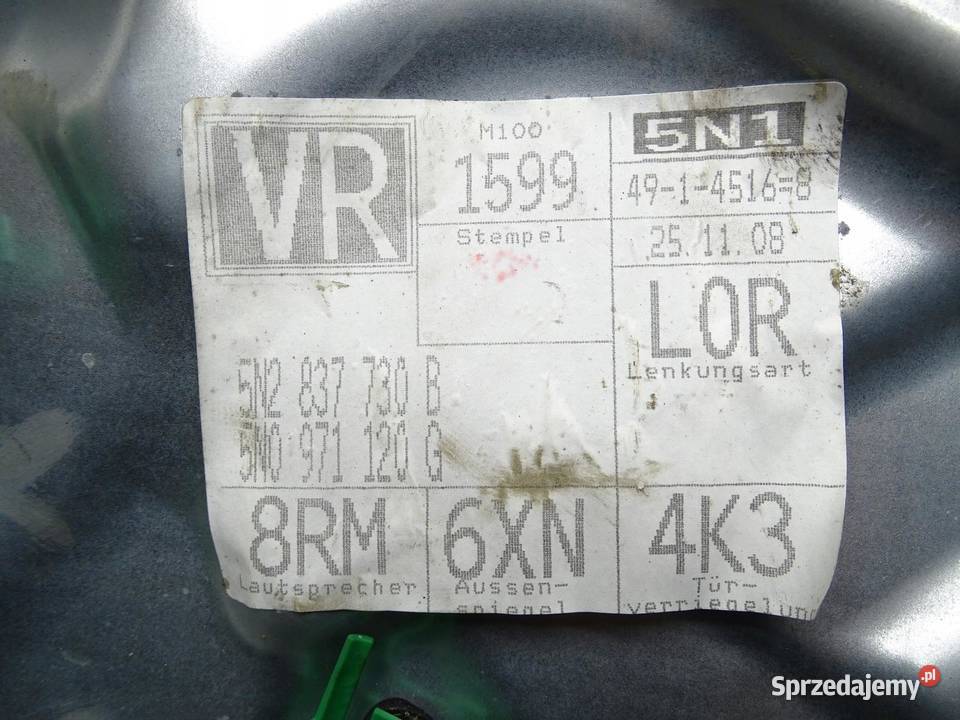 VR
M100
1599
Stempel
5N1
49-1-4516=8
25.11.08
L0R
Lenkungsart
5N2 837 730 B
5M0 971 120 G
8RM
Lautsprecher
6XN
Aussen-
spiegel
4K3
Tür-
verriegelung
Sprzedajemy.pl